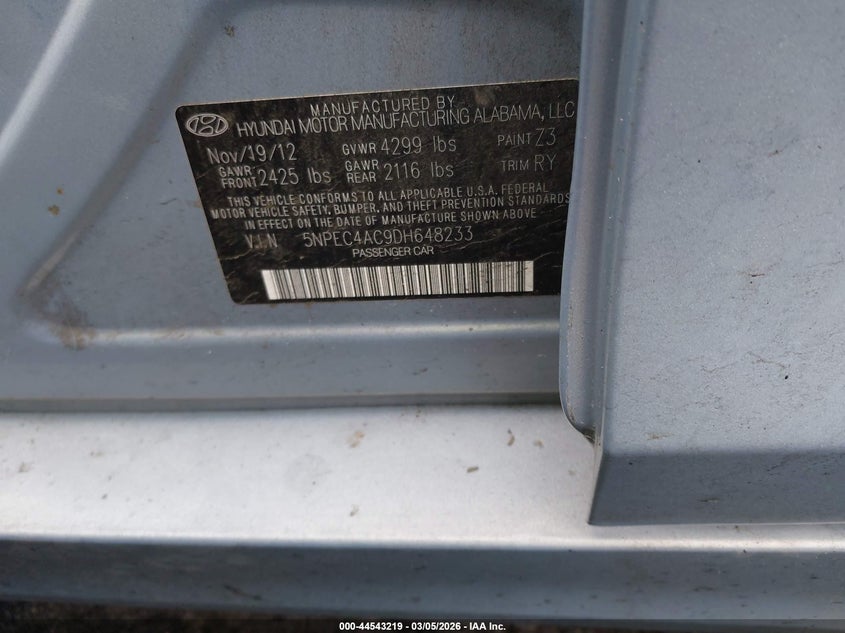 MANUFACTURED BY
HYUNDAI MOTOR MANUFACTURING ALABAMA, LLC
Nov/19/12 GVWR 4299 lbs PAINT Z3
GAWR FRONT 2425 lbs GAWR REAR 2116 lbs TRIM RY
THIS VEHICLE CONFORMS TO ALL APPLICABLE U.S.A. FEDERAL
MOTOR VEHICLE SAFETY, BUMPER, AND THEFT PREVENTION STANDARDS
IN EFFECT ON THE DATE OF MANUFACTURE SHOWN ABOVE
V I N 5NPEC4AC9DH648233
PASSENGER CAR
000-44543219 - 03/05/2026 - IAA Inc.